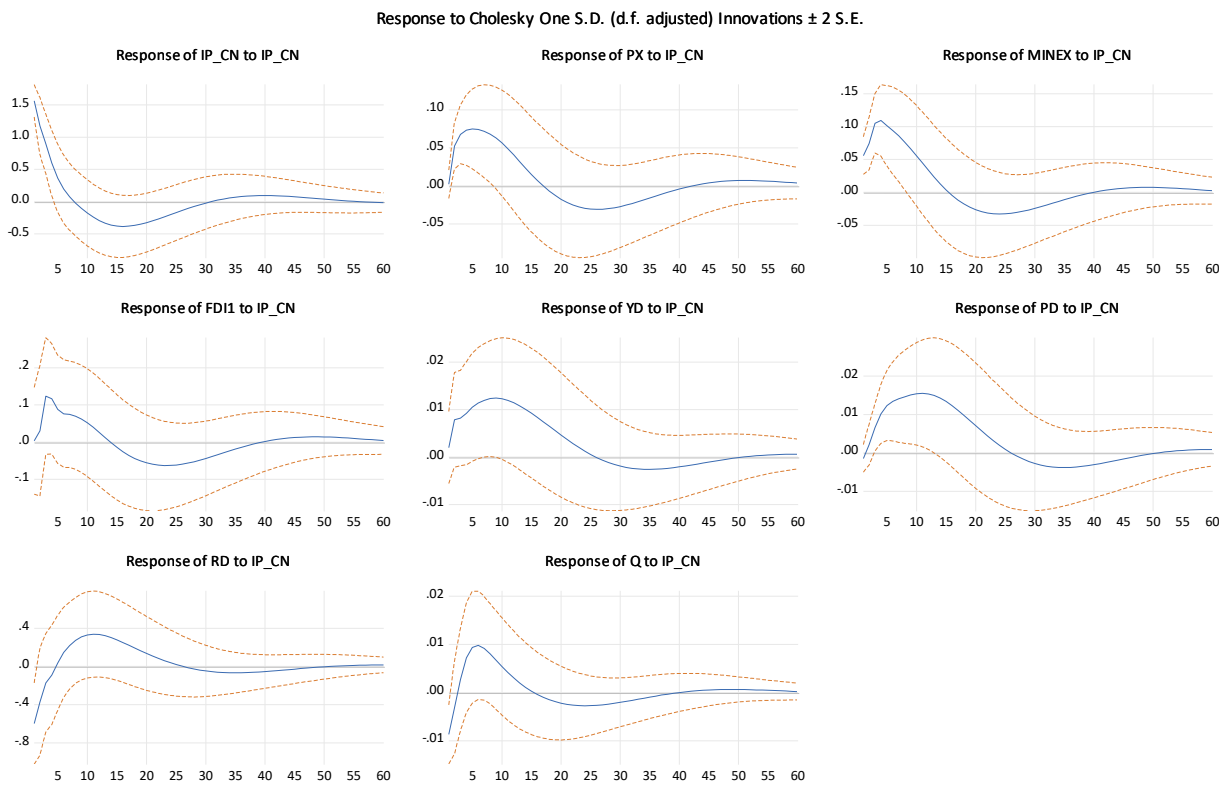 Response to Cholesky One S.D. (d.f. adjusted) Innovations ± 2 S.E.
Response of IP_CN to IP_CN
1.5
1.0
0.5
0.0
-0.5
5 10 15 20 25 30 35 40 45 50 55 60
Response of PX to IP_CN
.10
.05
.00
-.05
5 10 15 20 25 30 35 40 45 50 55 60
Response of MINEX to IP_CN
.15
.10
.05
.00
-.05
5 10 15 20 25 30 35 40 45 50 55 60
Response of FDI1 to IP_CN
.2
.1
.0
-.1
5 10 15 20 25 30 35 40 45 50 55 60
Response of YD to IP_CN
.02
.01
.00
-.01
5 10 15 20 25 30 35 40 45 50 55 60
Response of PD to IP_CN
.02
.01
.00
-.01
5 10 15 20 25 30 35 40 45 50 55 60
Response of RD to IP_CN
.4
.0
-.4
-.8
5 10 15 20 25 30 35 40 45 50 55 60
Response of Q to IP_CN
.02
.01
.00
-.01
5 10 15 20 25 30 35 40 45 50 55 60